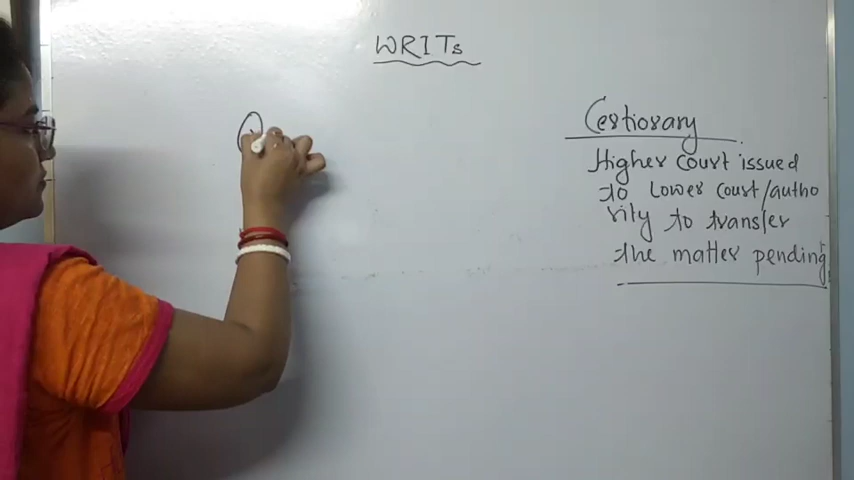 WRITs
Certiorary
Higher court issued
to Lower court/autho
rity to transfer
the matter pending